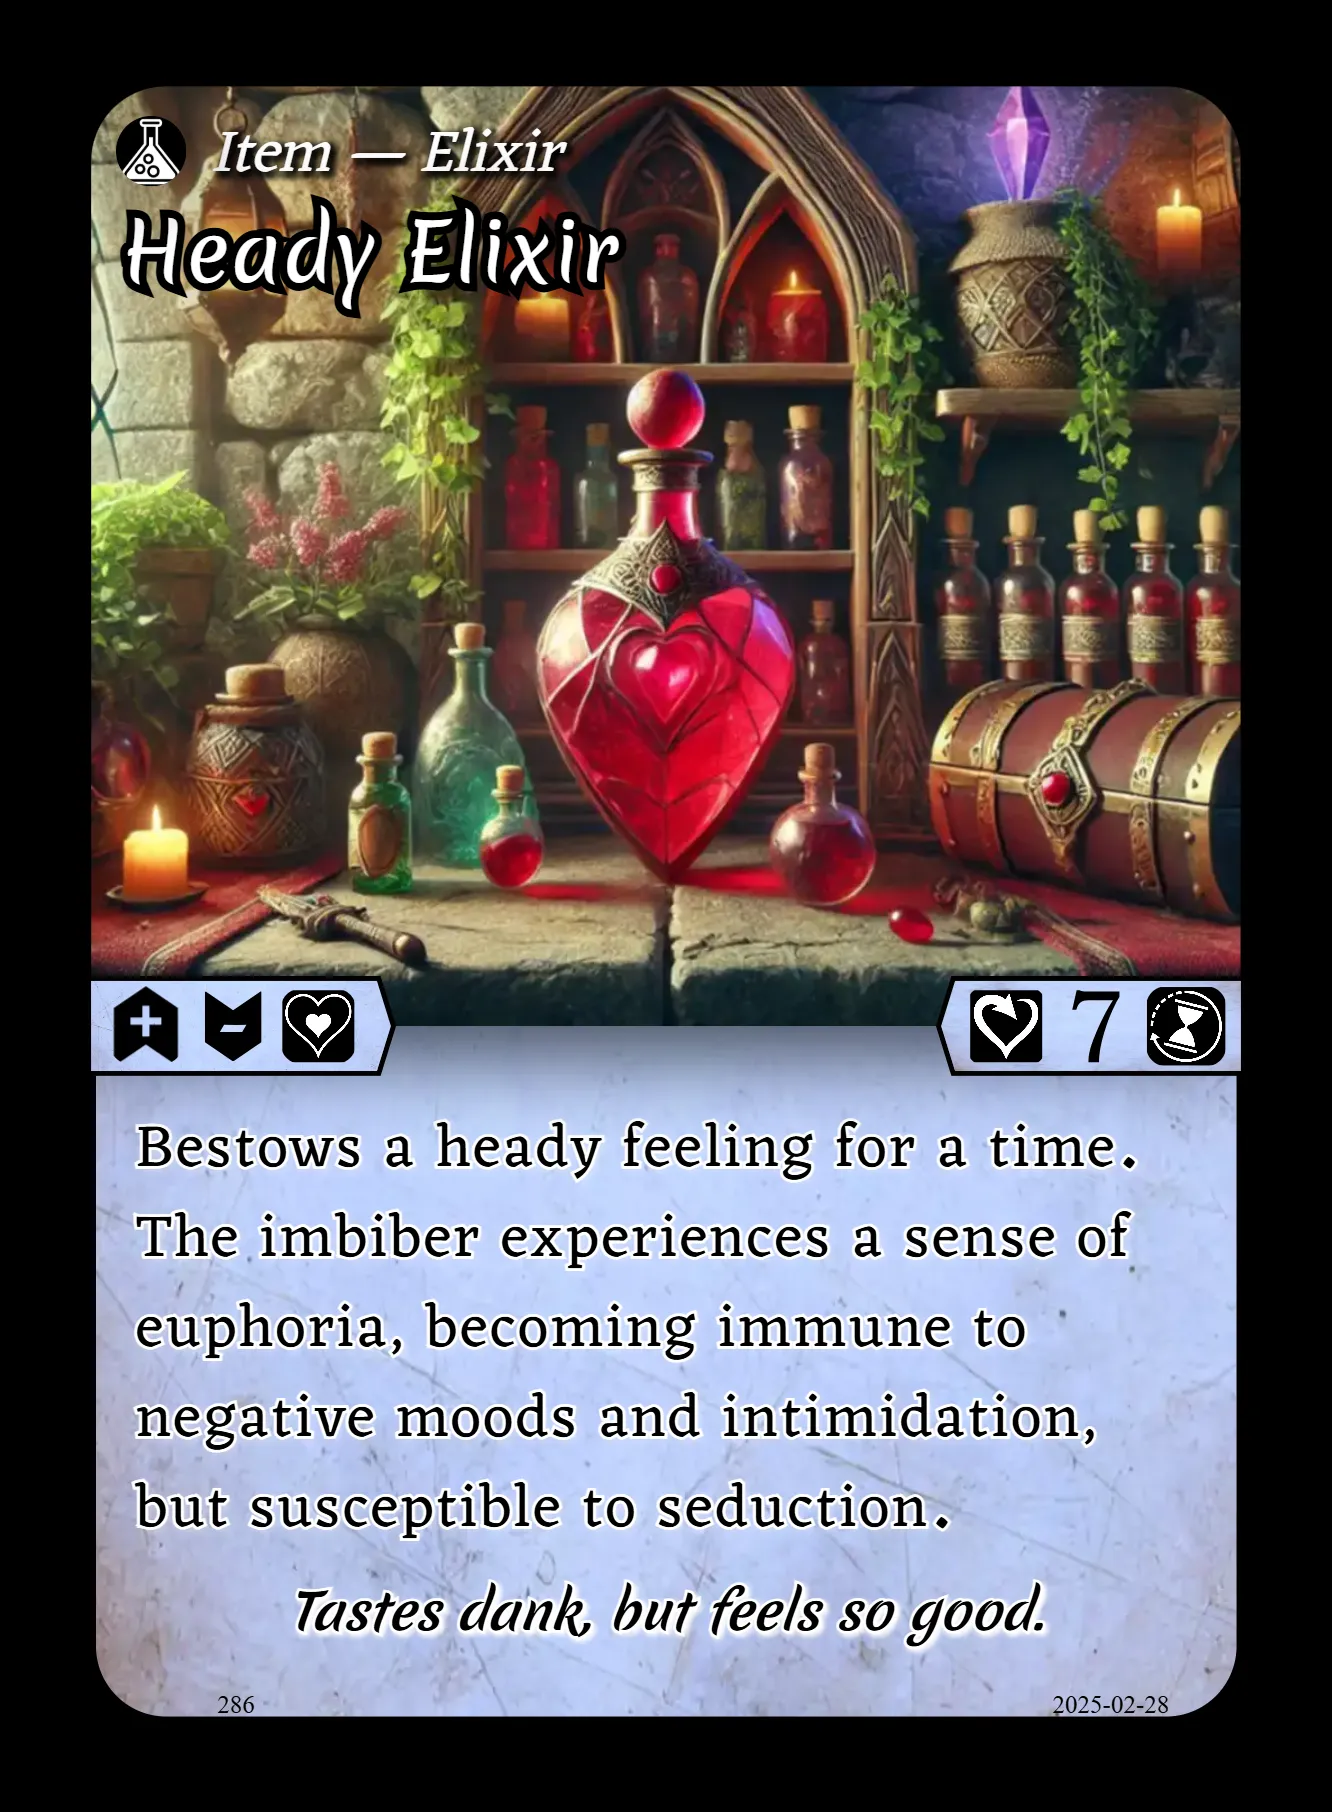 Item — Elixir
Heady Elixir
+ - 7
Bestows a heady feeling for a time.
The imbiber experiences a sense of
euphoria, becoming immune to
negative moods and intimidation,
but susceptible to seduction.
Tastes dank, but feels so good.
286 2025-02-28